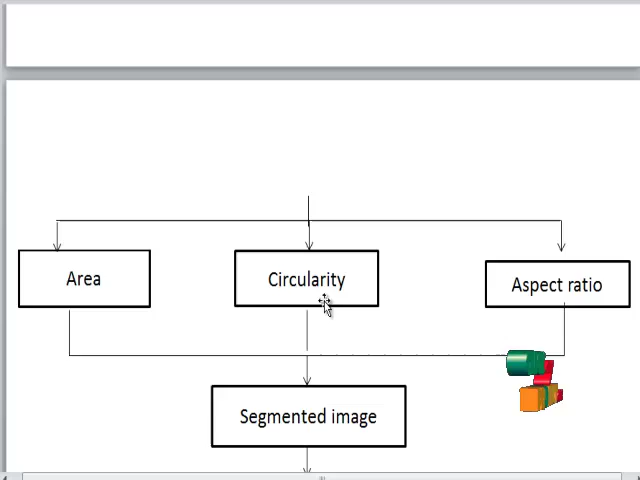 Area
Circularity
Aspect ratio
Segmented image